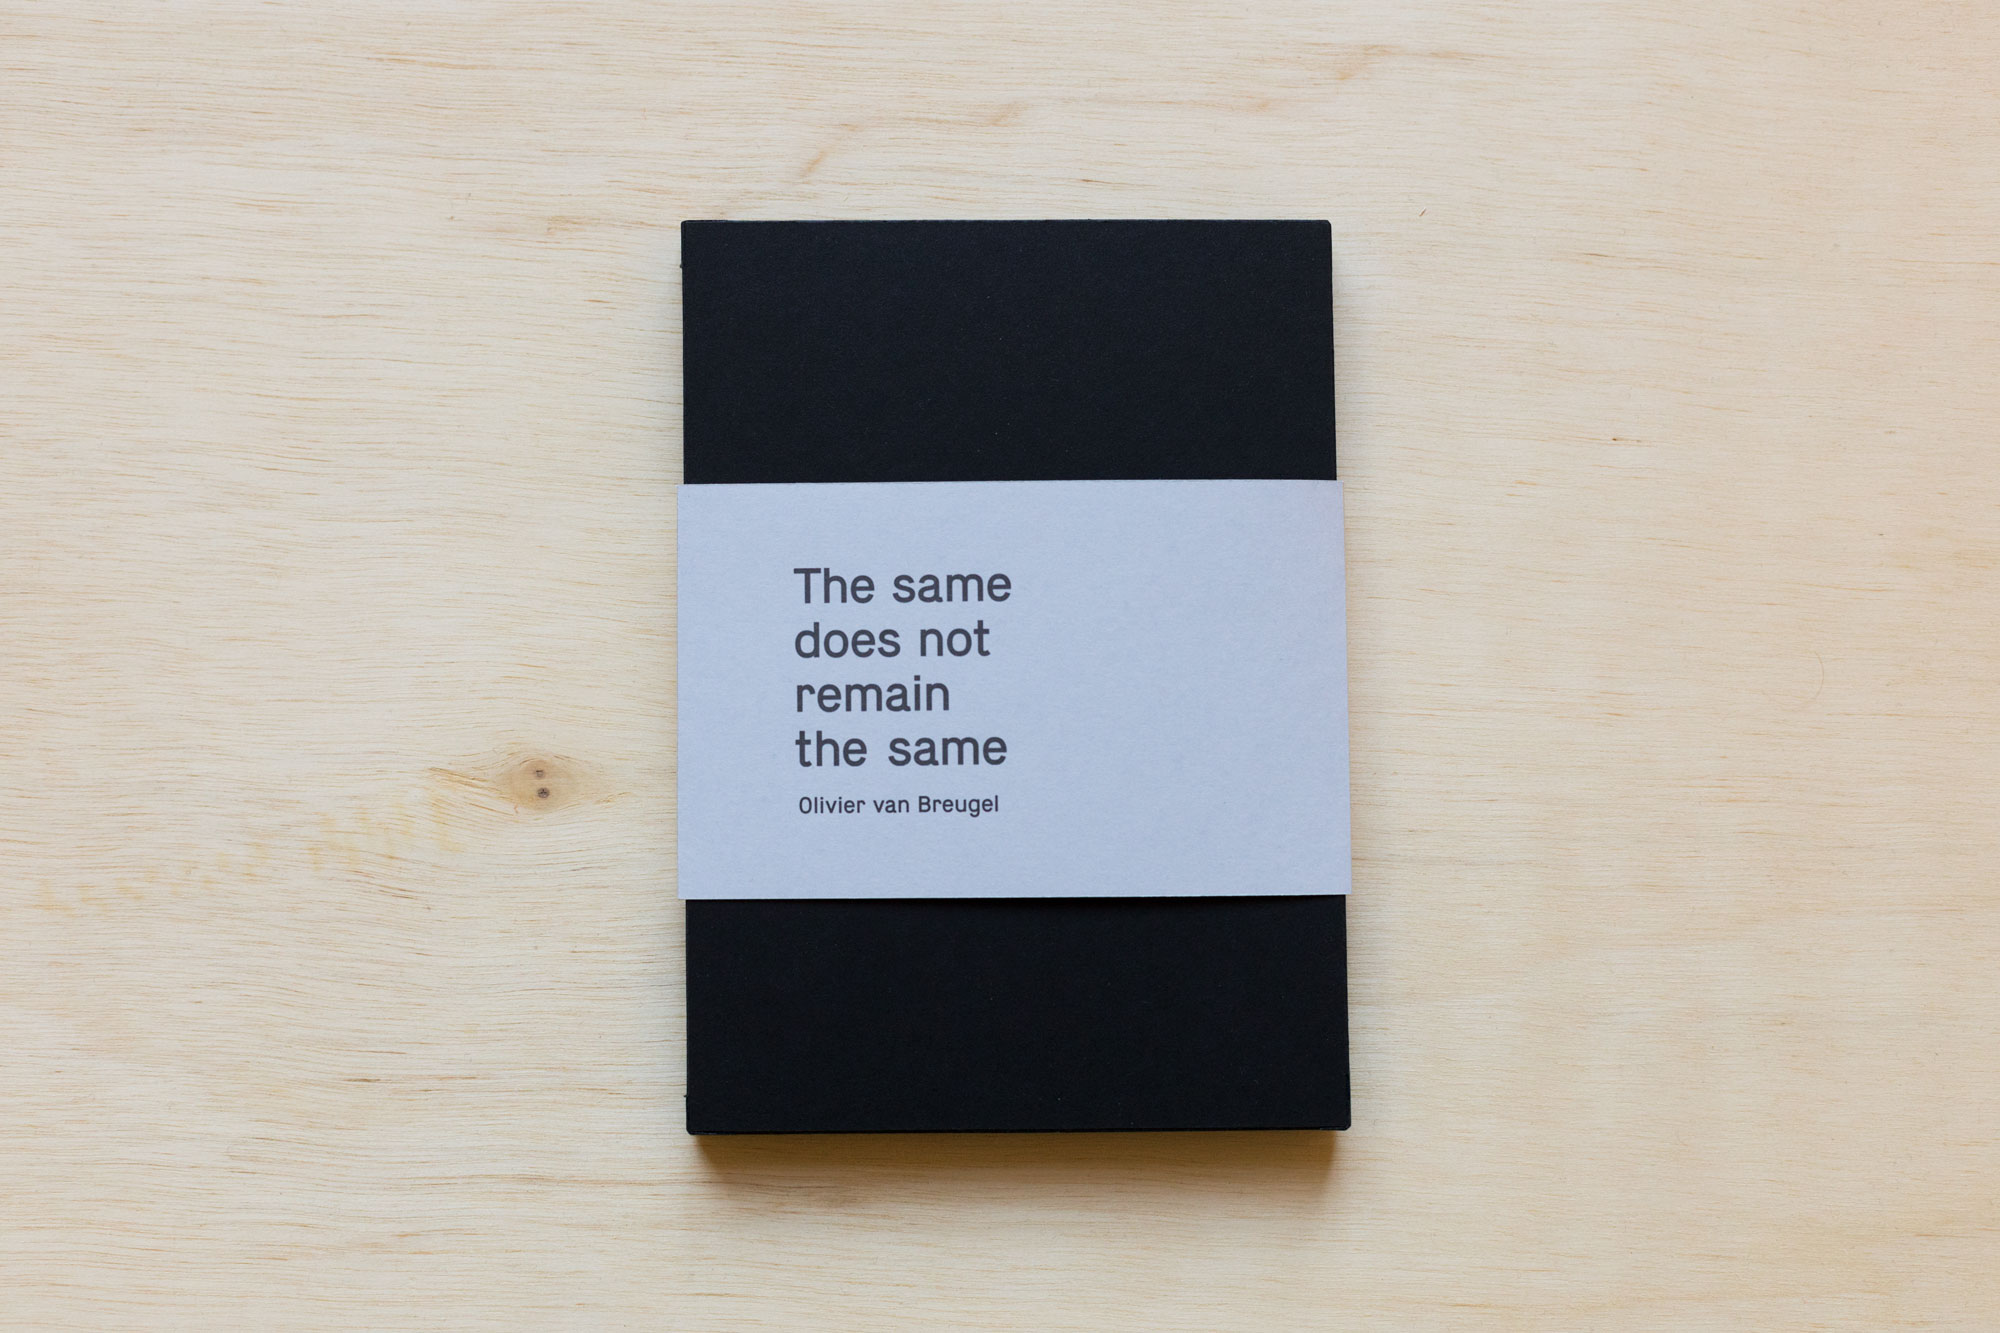 The same
does not
remain
the same
Olivier van Breugel